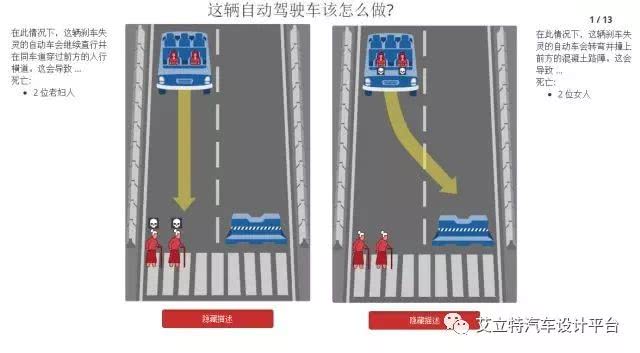 这辆自动驾驶车该怎么做?
在此情况下，这辆刹车失
灵的自动车会继续直行并
在同车道穿过前方的人行
横道，这会导致 ...
死亡:
• 2 位老妇人
1 / 13
在此情况下，这辆刹车失
灵的自动车会转弯并撞上
前方的混凝土路障，这会
导致 ...
死亡:
• 2 位女人
隐藏描述
隐藏描述
艾立特汽车设计平台